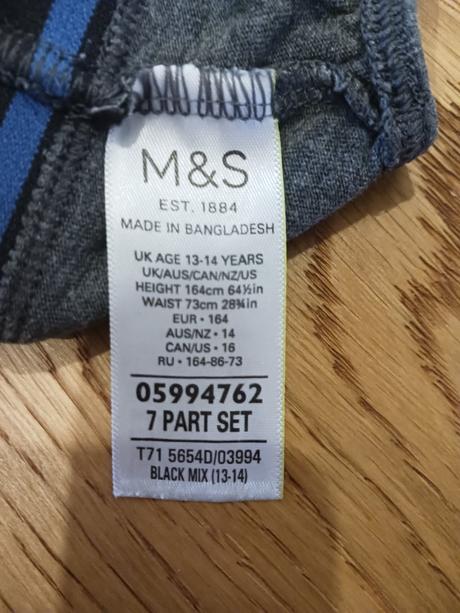 M&S
EST. 1884
MADE IN BANGLADESH
UK AGE 13-14 YEARS
UK/AUS/CAN/NZ/US
HEIGHT 164cm 64½in
WAIST 73cm 28¾in
EUR • 164
AUS/NZ • 14
CAN/US • 16
RU • 164-86-73
05994762
7 PART SET
T71 5654D/03994
BLACK MIX (13-14)